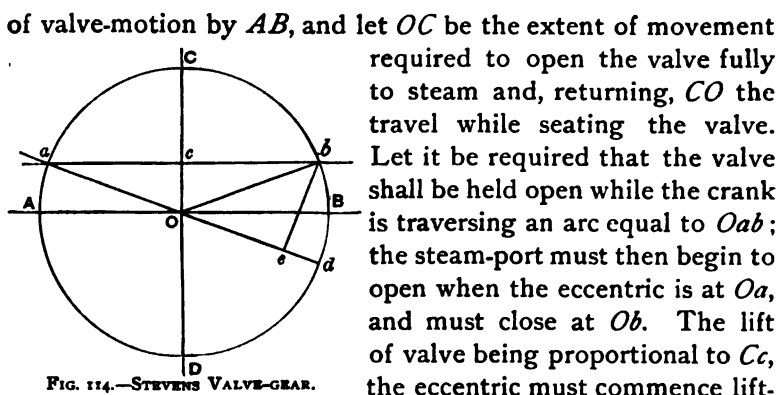 of valve-motion by AB, and let OC be the extent of movement
required to open the valve fully
to steam and, returning, CO the
travel while seating the valve.
Let it be required that the valve
shall be held open while the crank
is traversing an arc equal to Oab;
the steam-port must then begin to
open when the eccentric is at Oa,
and must close at Ob. The lift
of valve being proportional to Cc,
the eccentric must commence lift-
C
a
c
b
A
O
B
e
d
D
FIG. 114.—STEVENS VALVE-GEAR.